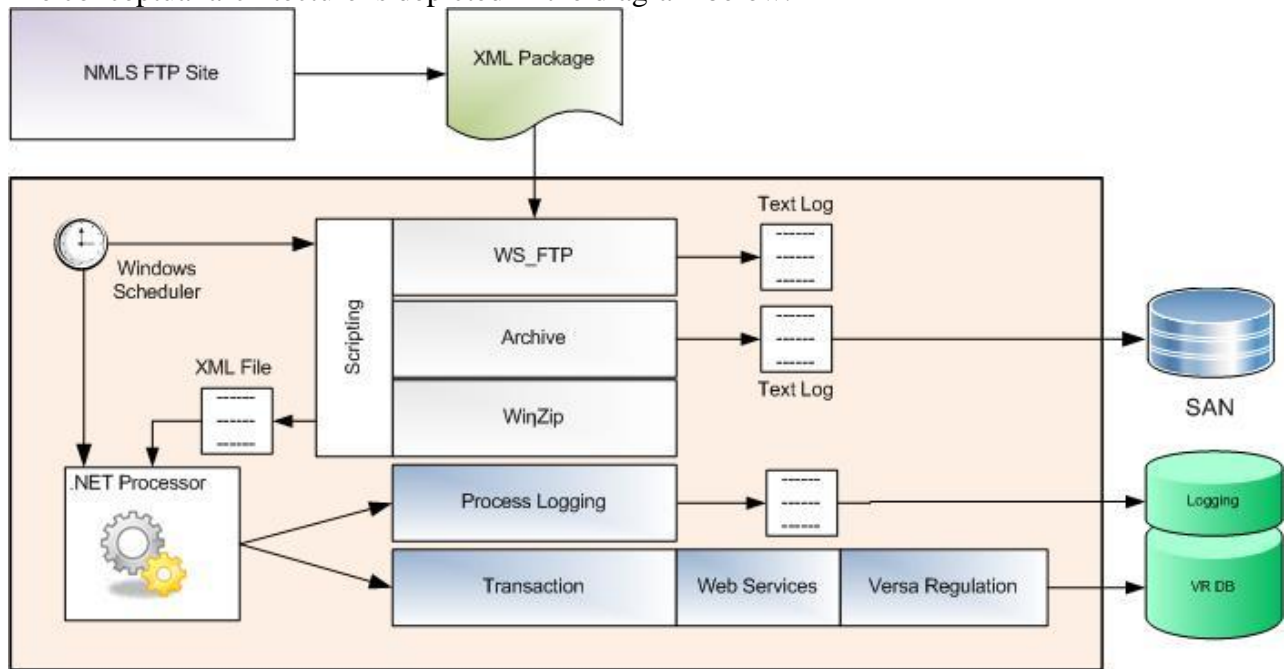 NMLS FTP Site
XML Package
Text Log
WS_FTP
Windows
Scheduler
Scripting
Archive
XML File
Text Log
WinZip
SAN
.NET Processor
Process Logging
Logging
Transaction
Web Services
Versa Regulation
VR DB